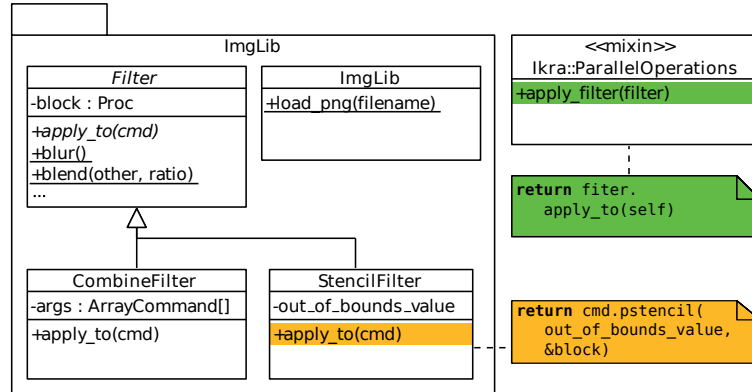 ImgLib
Filter
-block : Proc
+apply_to(cmd)
+blur()
+blend(other, ratio)
...
ImgLib
+load_png(filename)
CombineFilter
-args : ArrayCommand[]
+apply_to(cmd)
StencilFilter
-out_of_bounds_value
+apply_to(cmd)
<<mixin>>
Ikra::ParallelOperations
+apply_filter(filter)
return fiter.
apply_to(self)
return cmd.pstencil(
out_of_bounds_value,
&block)